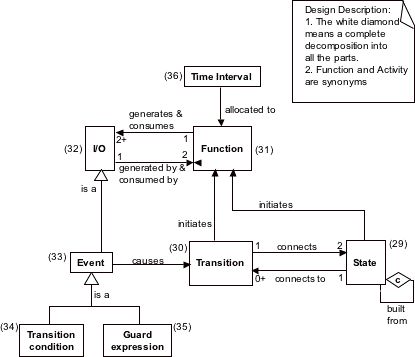 Design Description:
1. The white diamond
means a complete
decomposition into
all the parts.
2. Function and Activity
are synonyms
(36)
Time Interval
allocated to
generates &
consumes
(32)
I/O
2+
1
Function
(31)
1
2
generated by &
consumed by
is a
initiates
initiates
(33)
Event
causes
(30)
Transition
1
connects
2
(29)
State
0+
connects to
1
c
built
from
is a
(34)
Transition
condition
Guard
expression
(35)